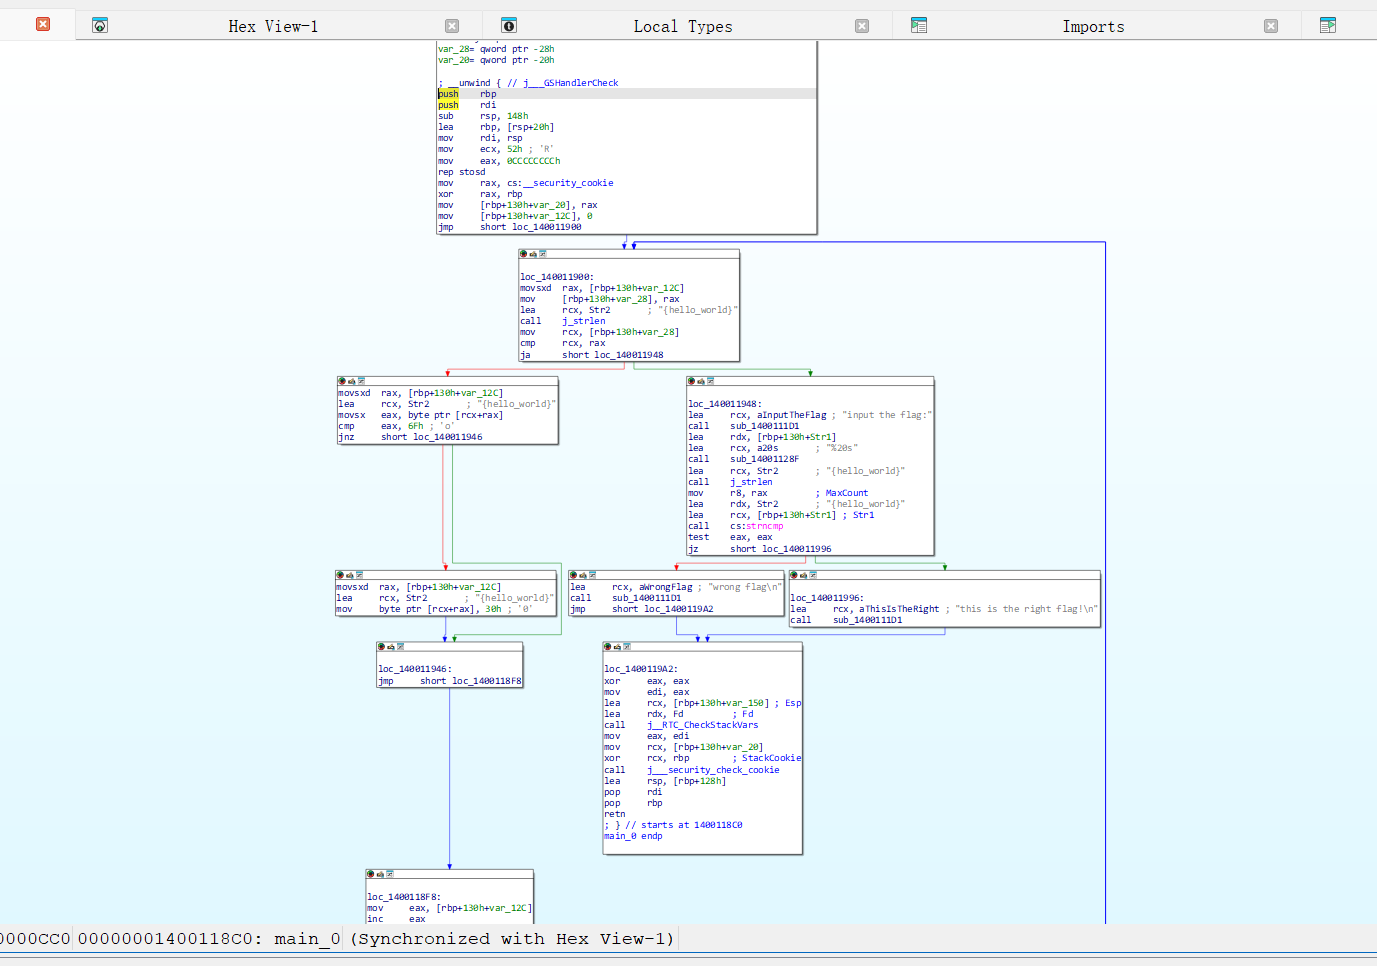 Hex View-1
Local Types
Imports
var_28= qword ptr -28h
var_20= qword ptr -20h
; __unwind { // j___GSHandlerCheck
push rbp
push rdi
sub rsp, 148h
lea rbp, [rsp+20h]
mov rdi, rsp
mov ecx, 52h ; 'R'
mov eax, 0CCCCCCCCh
rep stosd
mov rax, cs:__security_cookie
xor rax, rbp
mov [rbp+130h+var_20], rax
mov [rbp+130h+var_12C], 0
jmp short loc_140011900
loc_140011900:
movsxd rax, [rbp+130h+var_12C]
mov [rbp+130h+var_28], rax
lea rcx, Str2 ; "{hello_world}"
call j_strlen
mov rcx, [rbp+130h+var_28]
cmp rcx, rax
ja short loc_140011948
movsxd rax, [rbp+130h+var_12C]
lea rcx, Str2 ; "{hello_world}"
movsx eax, byte ptr [rcx+rax]
cmp eax, 6Fh ; 'o'
jnz short loc_140011946
loc_140011948:
lea rcx, aInputTheFlag ; "input the flag:"
call sub_1400111D1
lea rdx, [rbp+130h+Str1]
lea rcx, a20s ; "%20s"
call sub_14001128F
lea rcx, Str2 ; "{hello_world}"
call j_strlen
mov r8, rax ; MaxCount
lea rdx, Str2 ; "{hello_world}"
lea rcx, [rbp+130h+Str1] ; Str1
call cs:strncmp
test eax, eax
jz short loc_140011996
movsxd rax, [rbp+130h+var_12C]
lea rcx, Str2 ; "{hello_world}"
mov byte ptr [rcx+rax], 30h ; '0'
lea rcx, aWrongFlag ; "wrong flag\n"
call sub_1400111D1
jmp short loc_1400119A2
loc_140011996:
lea rcx, aThisIsTheRight ; "this is the right flag!\n"
call sub_1400111D1
loc_140011946:
jmp short loc_1400118F8
loc_1400119A2:
xor eax, eax
mov edi, eax
lea rcx, [rbp+130h+var_150] ; Esp
lea rdx, Fd ; Fd
call j__RTC_CheckStackVars
mov eax, edi
mov rcx, [rbp+130h+var_20]
xor rcx, rbp ; StackCookie
call j___security_check_cookie
lea rsp, [rbp+128h]
pop rdi
pop rbp
retn
; } // starts at 1400118C0
main_0 endp
loc_1400118F8:
mov eax, [rbp+130h+var_12C]
inc eax
0000CC0 00000001400118C0: main_0 (Synchronized with Hex View-1)